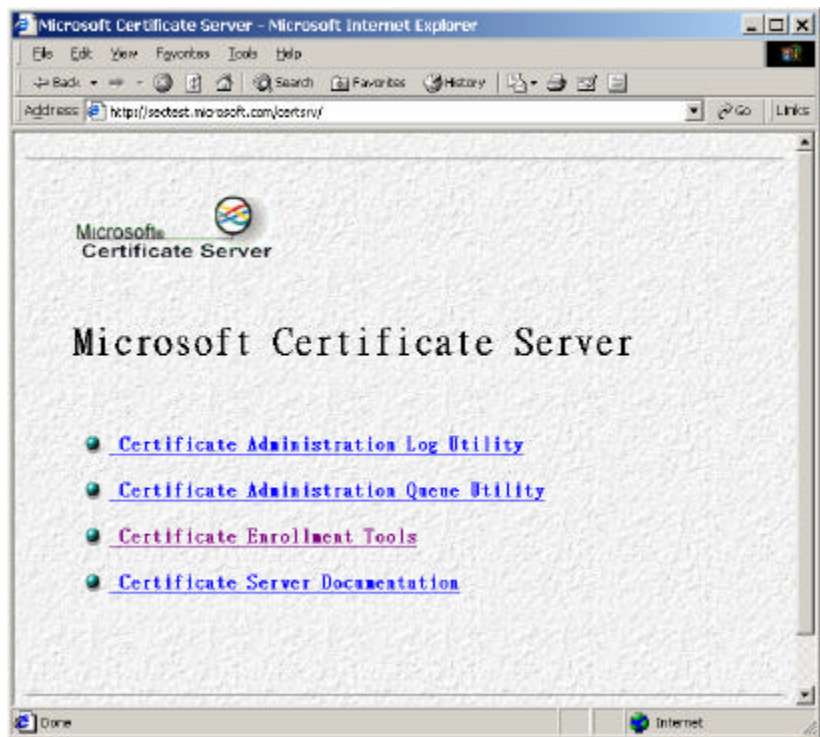 Microsoft Certificate Server - Microsoft Internet Explorer
File Edit View Favorites Tools Help
Back Search Favorites History
Address http://sectest.microsoft.com/certsrv/ Go Links
Microsoft®
Certificate Server
Microsoft Certificate Server
Certificate Administration Log Utility
Certificate Administration Queue Utility
Certificate Enrollment Tools
Certificate Server Documentation
Done Internet